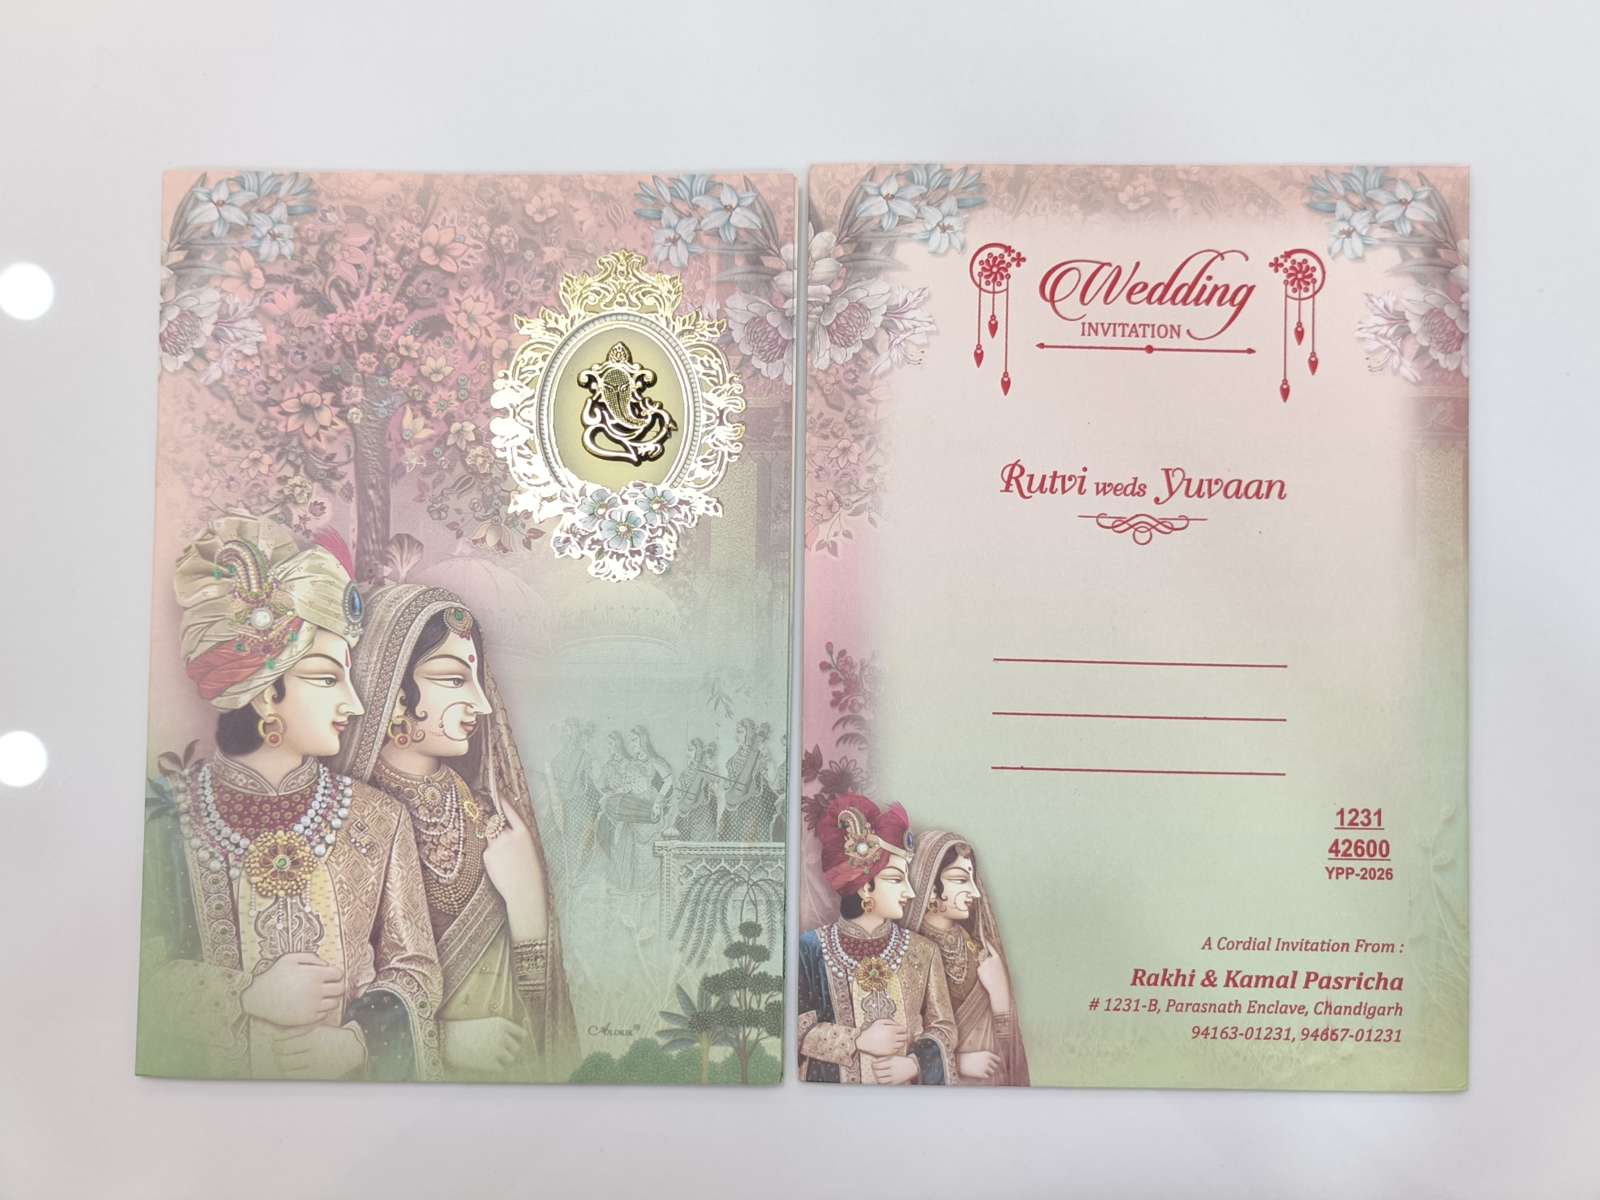 Wedding
INVITATION
Rutvi weds Yuvaan
1231
42600
YPP-2026
A Cordial Invitation From :
Rakhi & Kamal Pasricha
# 1231-B, Parasnath Enclave, Chandigarh
94163-01231, 94667-01231